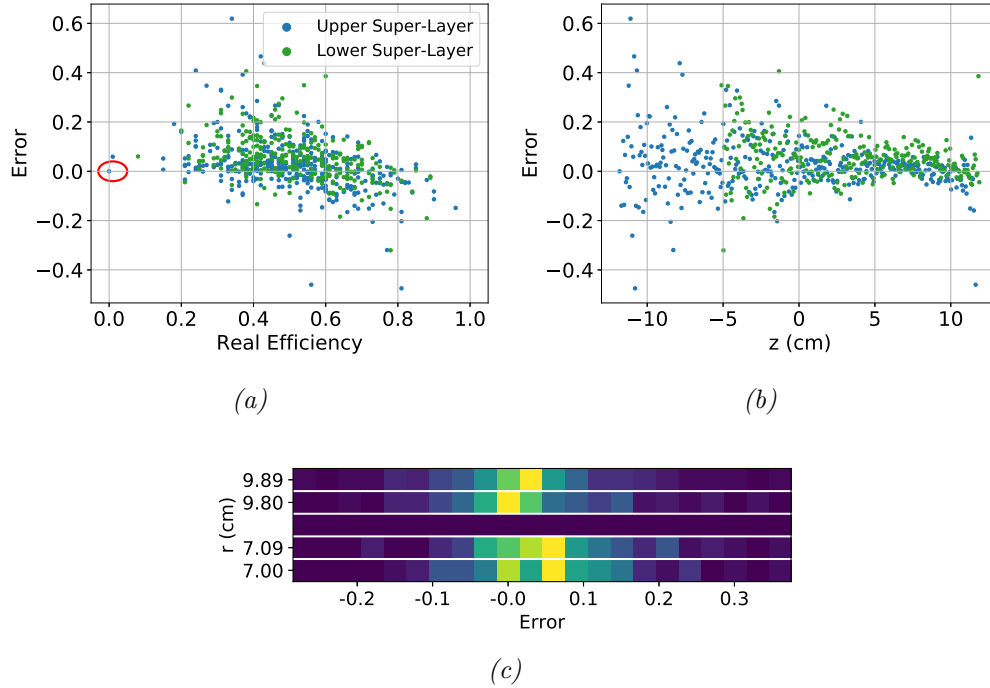 0.6
0.4
0.2
0.0
−0.2
−0.4
Error
Upper Super-Layer
Lower Super-Layer
0.0 0.2 0.4 0.6 0.8 1.0
Real Efficiency
(a)
0.6
0.4
0.2
0.0
−0.2
−0.4
Error
−10 −5 0 5 10
z (cm)
(b)
r (cm)
9.89
9.80
7.09
7.00
-0.2 -0.1 -0.0 0.1 0.2 0.3
Error
(c)